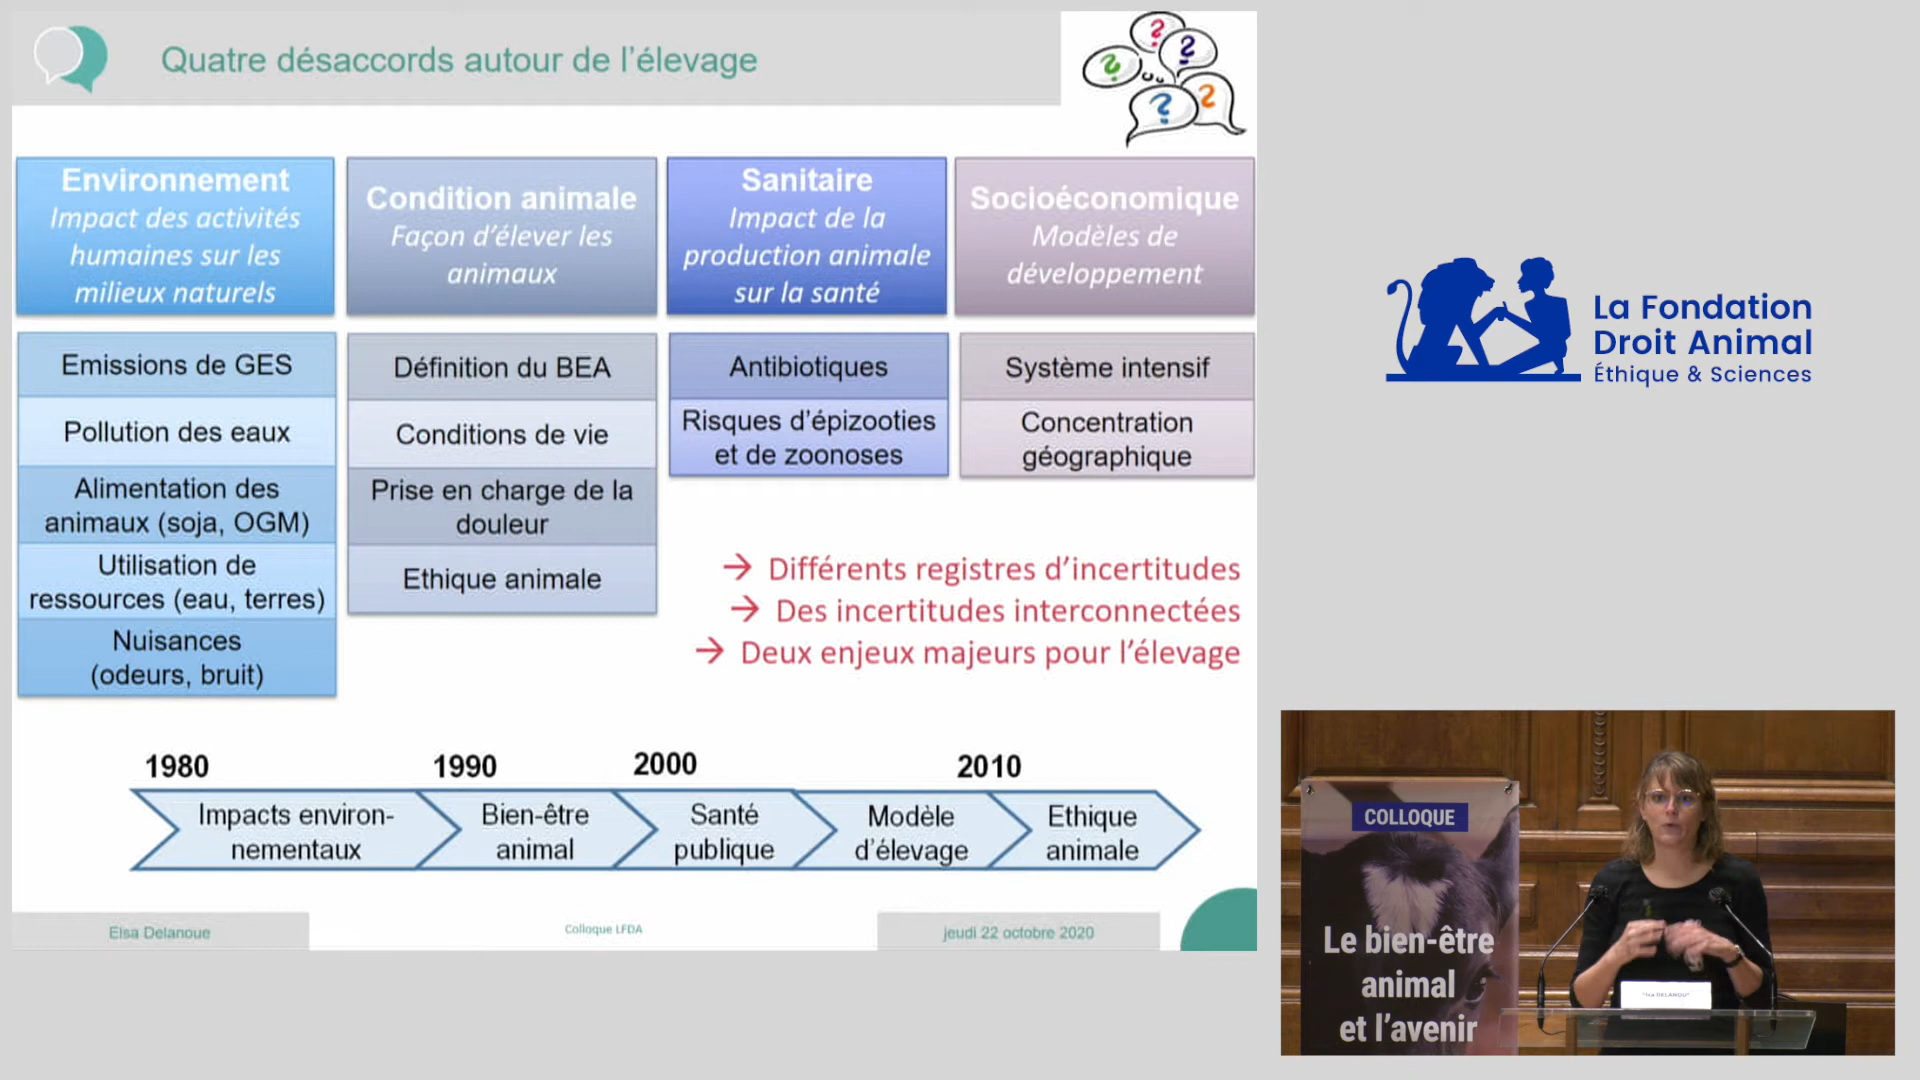 Quatre désaccords autour de l'élevage
? ? ? ? ?
ou
Environnement
Impact des activités
humaines sur les
milieux naturels
Emissions de GES
Pollution des eaux
Alimentation des
animaux (soja, OGM)
Utilisation de
ressources (eau, terres)
Nuisances
(odeurs, bruit)
Condition animale
Façon d'élever les
animaux
Définition du BEA
Conditions de vie
Prise en charge de la
douleur
Ethique animale
Sanitaire
Impact de la
production animale
sur la santé
Antibiotiques
Risques d'épizooties
et de zoonoses
Socioéconomique
Modèles de
développement
Système intensif
Concentration
géographique
→ Différents registres d'incertitudes
→ Des incertitudes interconnectées
→ Deux enjeux majeurs pour l'élevage
1980
1990
2000
2010
Impacts environ-
nementaux
Bien-être
animal
Santé
publique
Modèle
d'élevage
Ethique
animale
Elsa Delanoue
Colloque LFDA
jeudi 22 octobre 2020
La Fondation
Droit Animal
Éthique & Sciences
COLLOQUE
Le bien-être
animal
et l'avenir